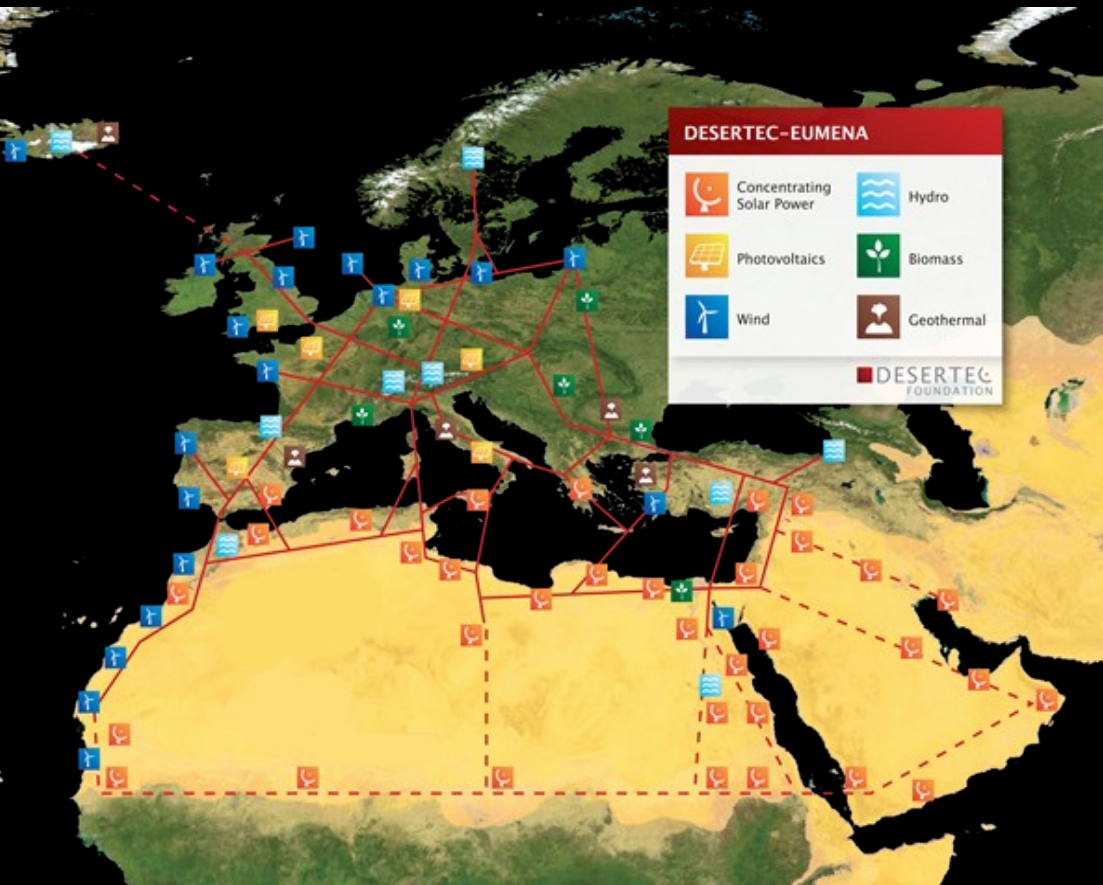 DESERTEC-EUMENA
Concentrating
Solar Power
Hydro
Photovoltaics
Biomass
Wind
Geothermal
DESERTEC
FOUNDATION